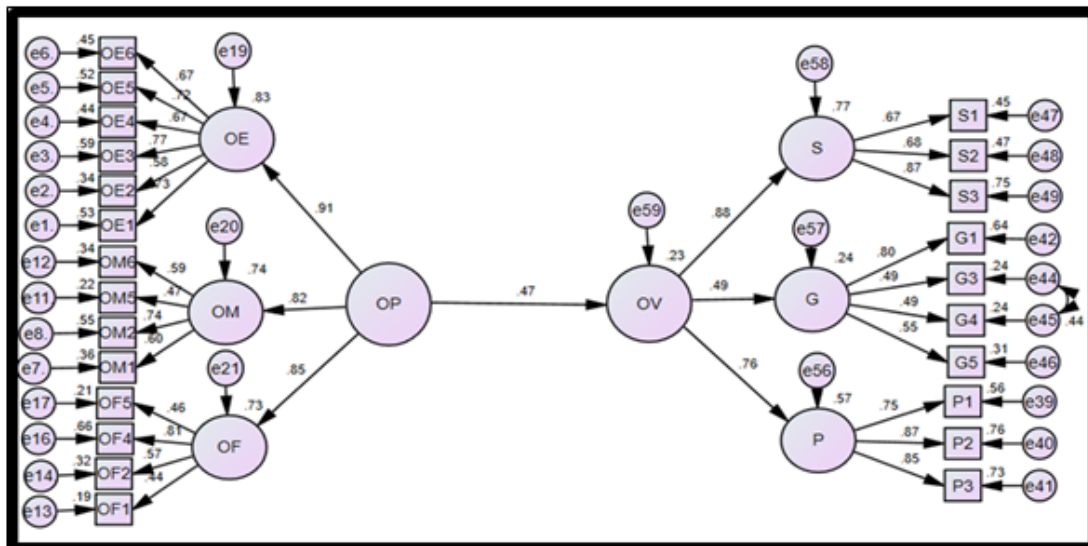 e6. .45 OE6 .67
e5. .52 OE5 .72
e4. .44 OE4 .67
e3. .59 OE3 .77
e2. .34 OE2 .58
e1. .53 OE1 .73
e19 .83
OE
.91
e12 .34 OM6 .59
e11 .22 OM5 .47
e8. .55 OM2 .74
e7. .36 OM1 .60
e20 .74
OM
.82
e17 .21 OF5 .46
e16 .66 OF4 .81
e14 .32 OF2 .57
e13 .19 OF1 .44
e21 .73
OF
.85
OP
.47
e59 .23
OV
.88
e58 .77
S
.67 S1 .45 e47
.68 S2 .47 e48
.87 S3 .75 e49
.49
e57 .24
G
.80 G1 .64 e42
.49 G3 .24 e44
.49 G4 .24 e45 .44
.55 G5 .31 e46
.76
e56 .57
P
.75 P1 .56 e39
.87 P2 .76 e40
.85 P3 .73 e41